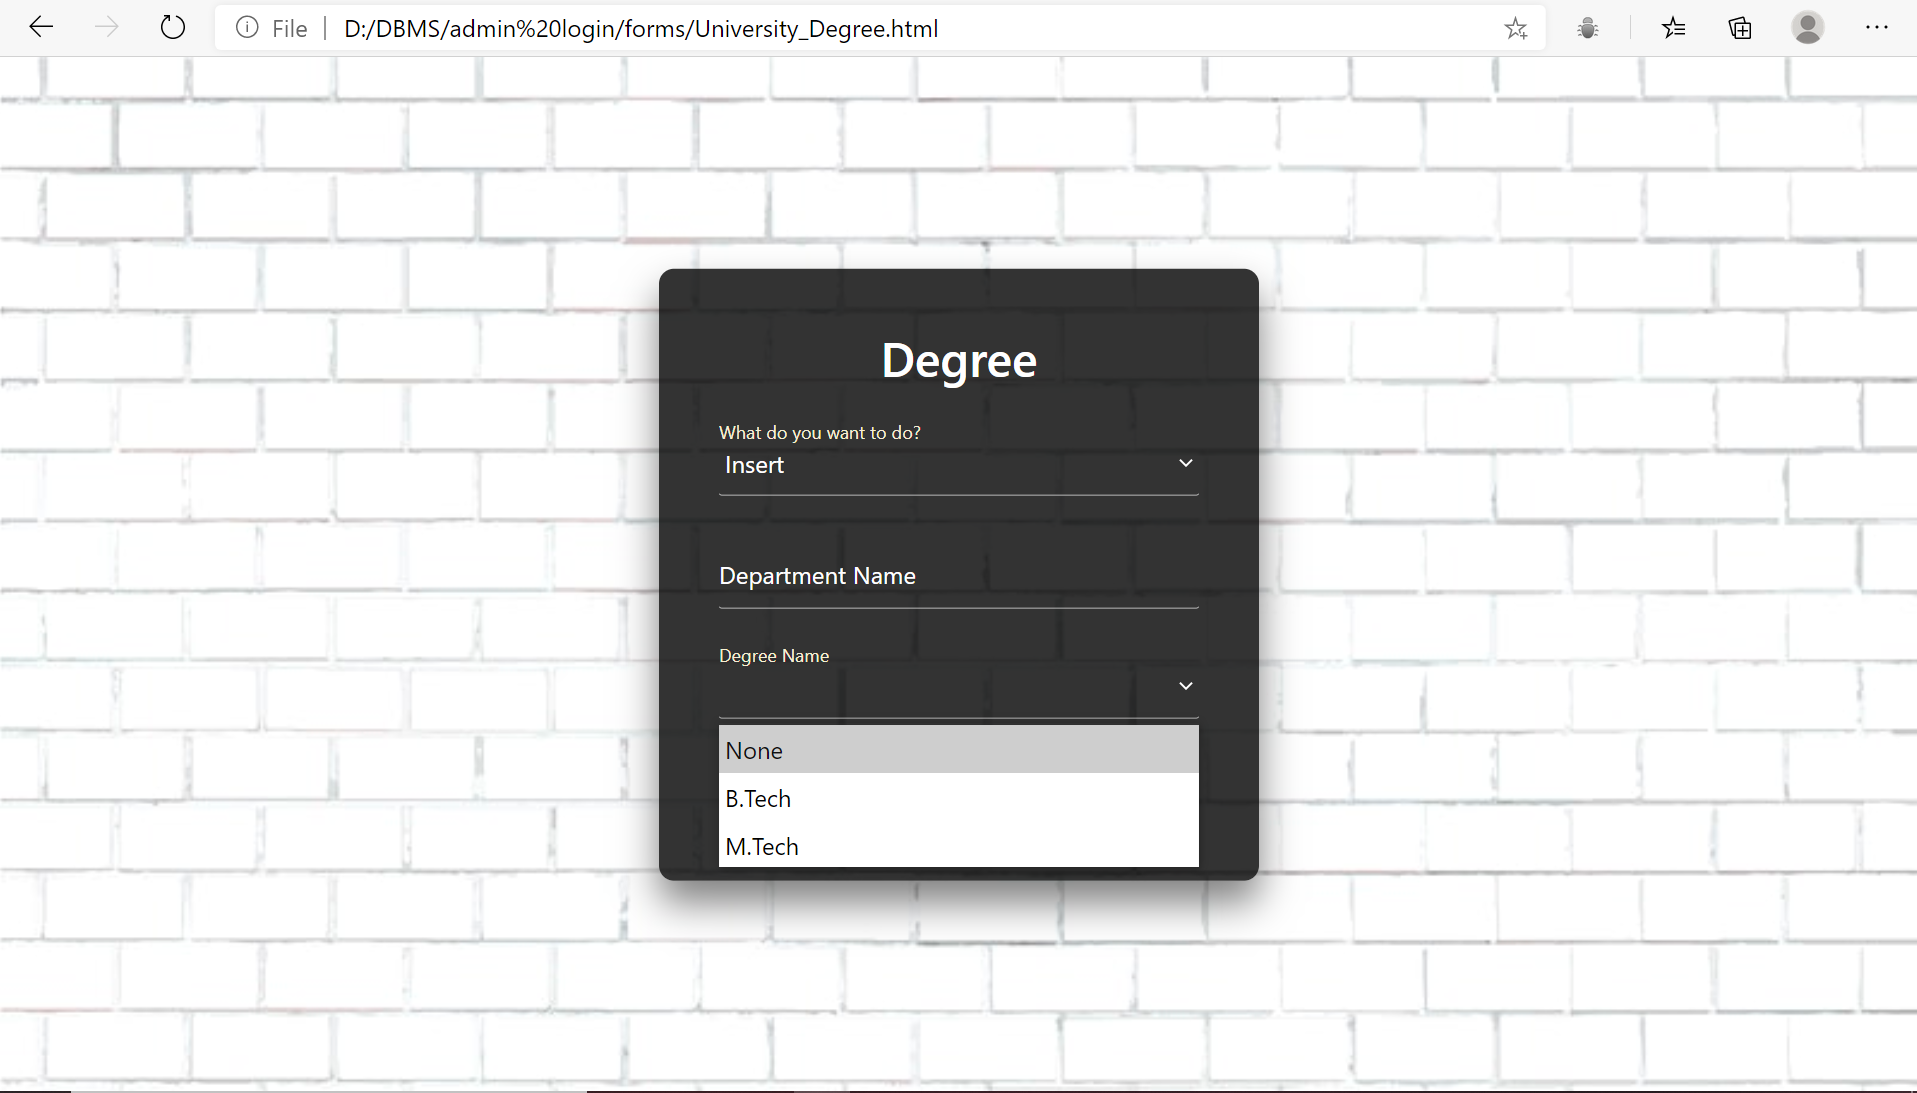 File | D:/DBMS/admin%20login/forms/University_Degree.html
Degree
What do you want to do?
Insert
Department Name
Degree Name
None
B.Tech
M.Tech